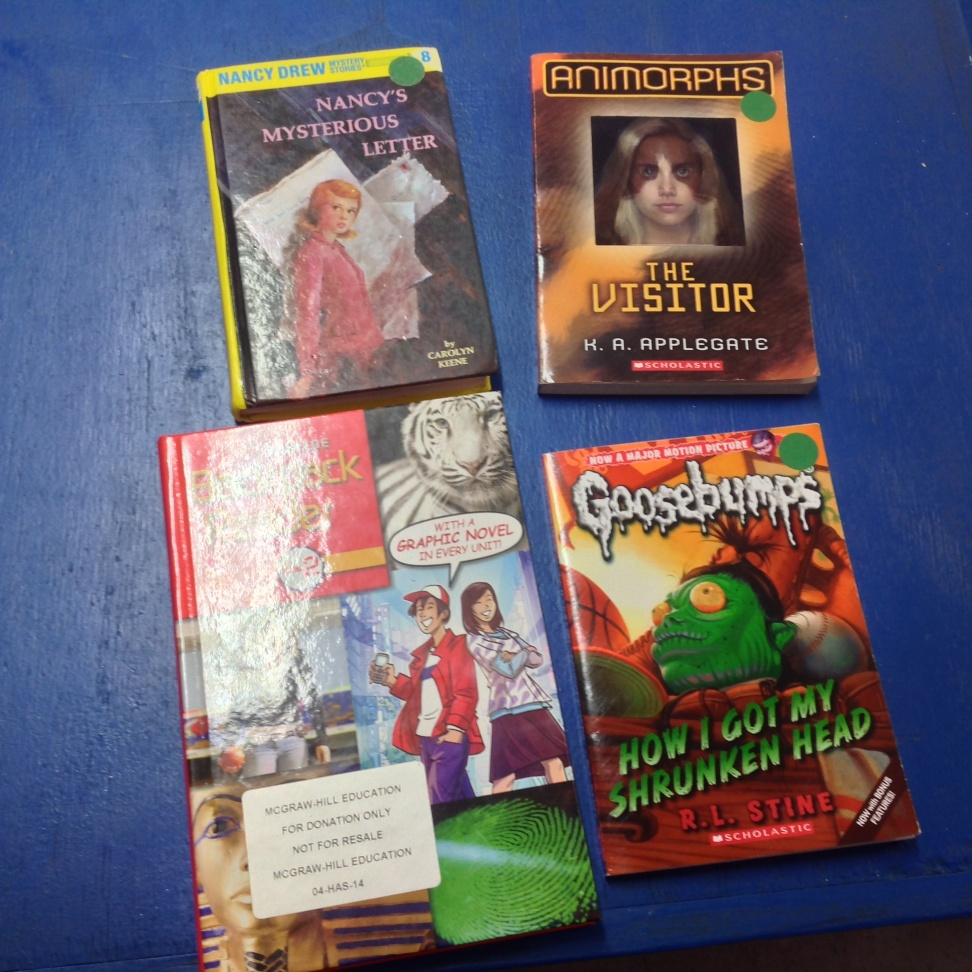 NANCY DREW MYSTERY STORIES
8
NANCY'S
MYSTERIOUS
LETTER
by
CAROLYN
KEENE
ANIMORPHS
THE
VISITOR
K. A. APPLEGATE
SCHOLASTIC
WITH A
GRAPHIC NOVEL
IN EVERY UNIT!
MCGRAW-HILL EDUCATION
FOR DONATION ONLY
NOT FOR RESALE
MCGRAW-HILL EDUCATION
04-HAS-14
NOW A MAJOR MOTION PICTURE
Goosebumps
HOW I GOT MY
SHRUNKEN HEAD
R.L. STINE
SCHOLASTIC
NOW with BONUS
FEATURES!